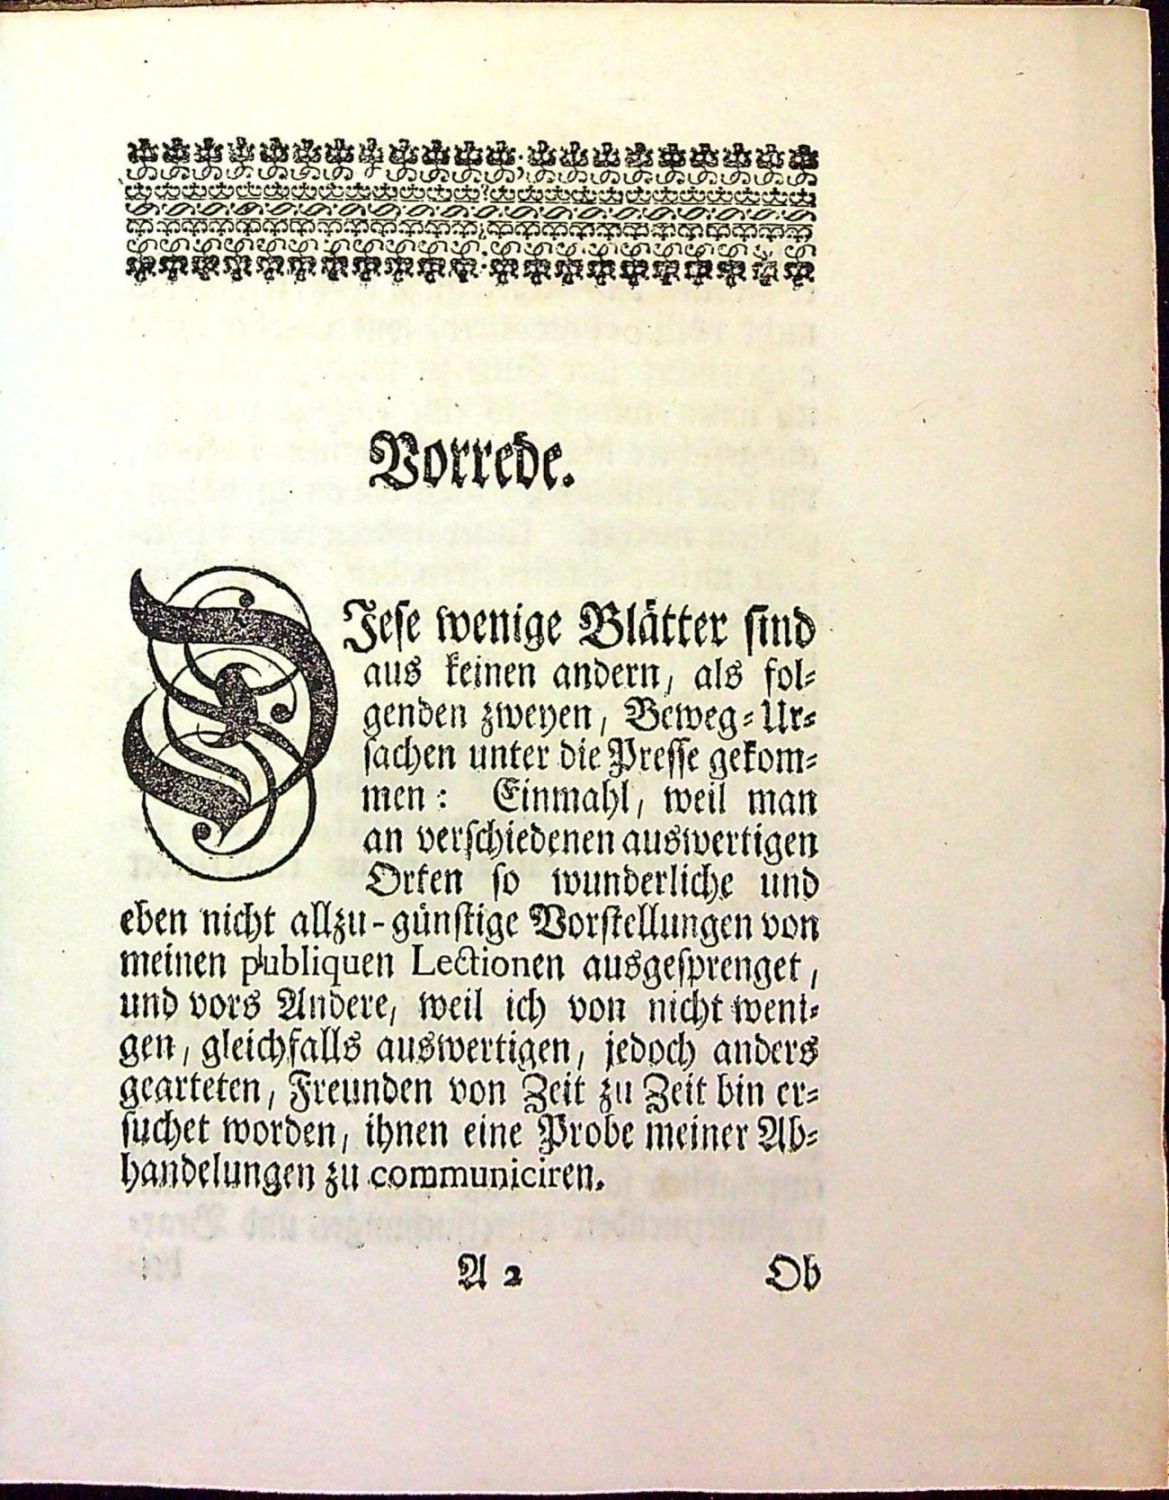 Vorrede.
DJese wenige Blätter sind
aus keinen andern, als fol-
genden zweyen, Beweg-Ur-
sachen unter die Presse gekom-
men: Einmahl, weil man
an verschiedenen auswertigen
Orten so wunderliche und
eben nicht allzu-günstige Vorstellungen von
meinen publiquen Lectionen ausgesprenget,
und vors Andere, weil ich von nicht weni-
gen, gleichfalls auswertigen, jedoch anders
gearteten, Freunden von Zeit zu Zeit bin er-
suchet worden, ihnen eine Probe meiner Ab-
handelungen zu communiciren.
A 2 Ob